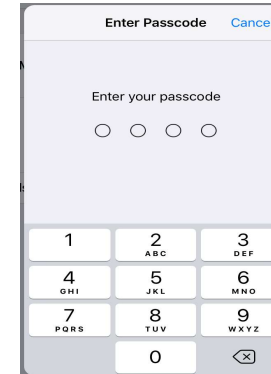 Enter Passcode Cance
Enter your passcode
1 2 3
ABC DEF
4 5 6
GHI JKL MNO
7 8 9
PQRS TUV WXYZ
0